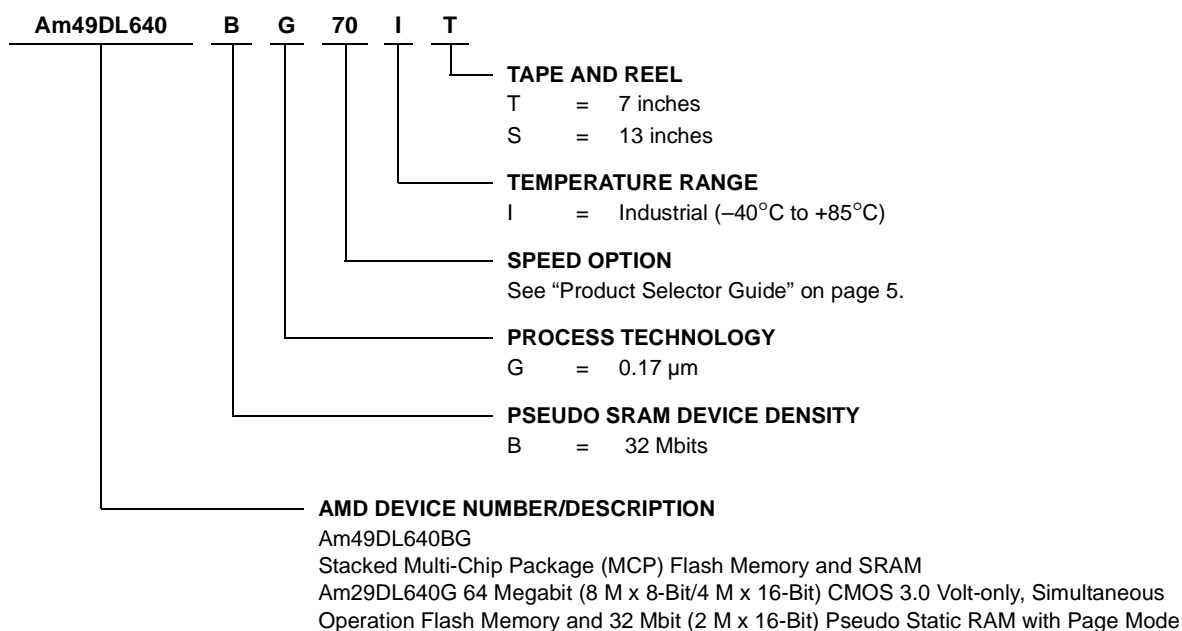 Am49DL640 B G 70 I T
TAPE AND REEL
T = 7 inches
S = 13 inches
TEMPERATURE RANGE
I = Industrial (–40°C to +85°C)
SPEED OPTION
See “Product Selector Guide” on page 5.
PROCESS TECHNOLOGY
G = 0.17 µm
PSEUDO SRAM DEVICE DENSITY
B = 32 Mbits
AMD DEVICE NUMBER/DESCRIPTION
Am49DL640BG
Stacked Multi-Chip Package (MCP) Flash Memory and SRAM
Am29DL640G 64 Megabit (8 M x 8-Bit/4 M x 16-Bit) CMOS 3.0 Volt-only, Simultaneous
Operation Flash Memory and 32 Mbit (2 M x 16-Bit) Pseudo Static RAM with Page Mode